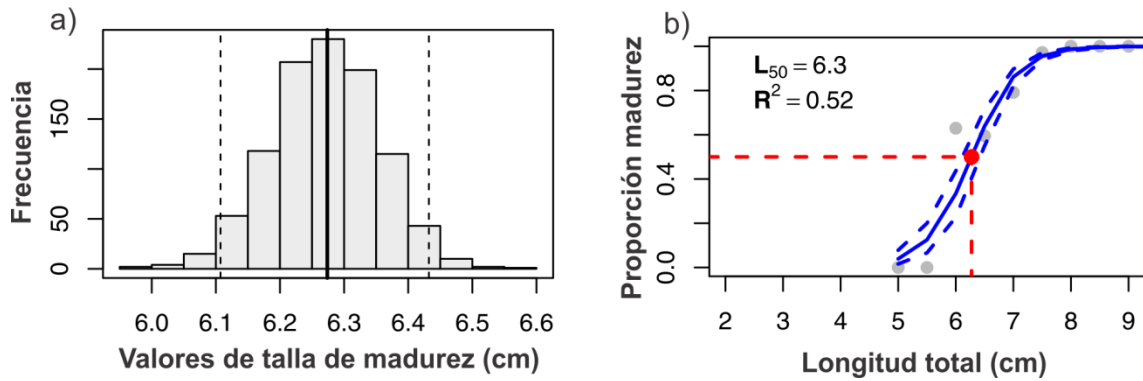 a)
Frecuencia
0 50 150
6.0 6.1 6.2 6.3 6.4 6.5 6.6
Valores de talla de madurez (cm)
b)
L50 = 6.3
R2 = 0.52
Proporción madurez
0.0 0.4 0.8
2 3 4 5 6 7 8 9
Longitud total (cm)